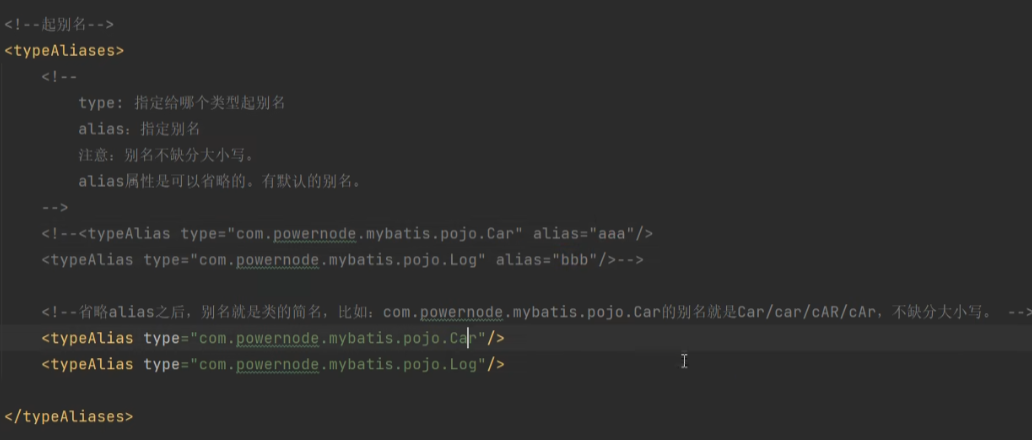 <!--起别名-->
<typeAliases>
<!--
type: 指定给哪个类型起别名
alias：指定别名
注意：别名不缺分大小写。
alias属性是可以省略的。有默认的别名。
-->
<!--<typeAlias type="com.powernode.mybatis.pojo.Car" alias="aaa"/>
<typeAlias type="com.powernode.mybatis.pojo.Log" alias="bbb"/>-->
<!--省略alias之后，别名就是类的简名，比如：com.powernode.mybatis.pojo.Car的别名就是Car/car/cAR/cAr，不缺分大小写。 -->
<typeAlias type="com.powernode.mybatis.pojo.Car"/>
<typeAlias type="com.powernode.mybatis.pojo.Log"/>
</typeAliases>